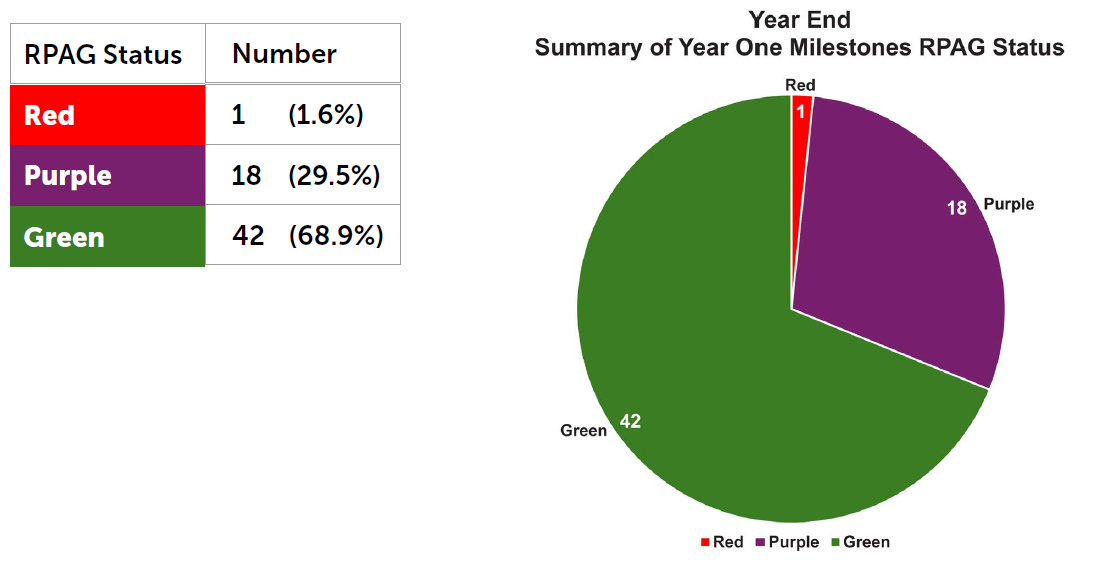 RPAG Status Number
Red 1 (1.6%)
Purple 18 (29.5%)
Green 42 (68.9%)
Year End
Summary of Year One Milestones RPAG Status
Red
1
18 Purple
Green 42
Red Purple Green